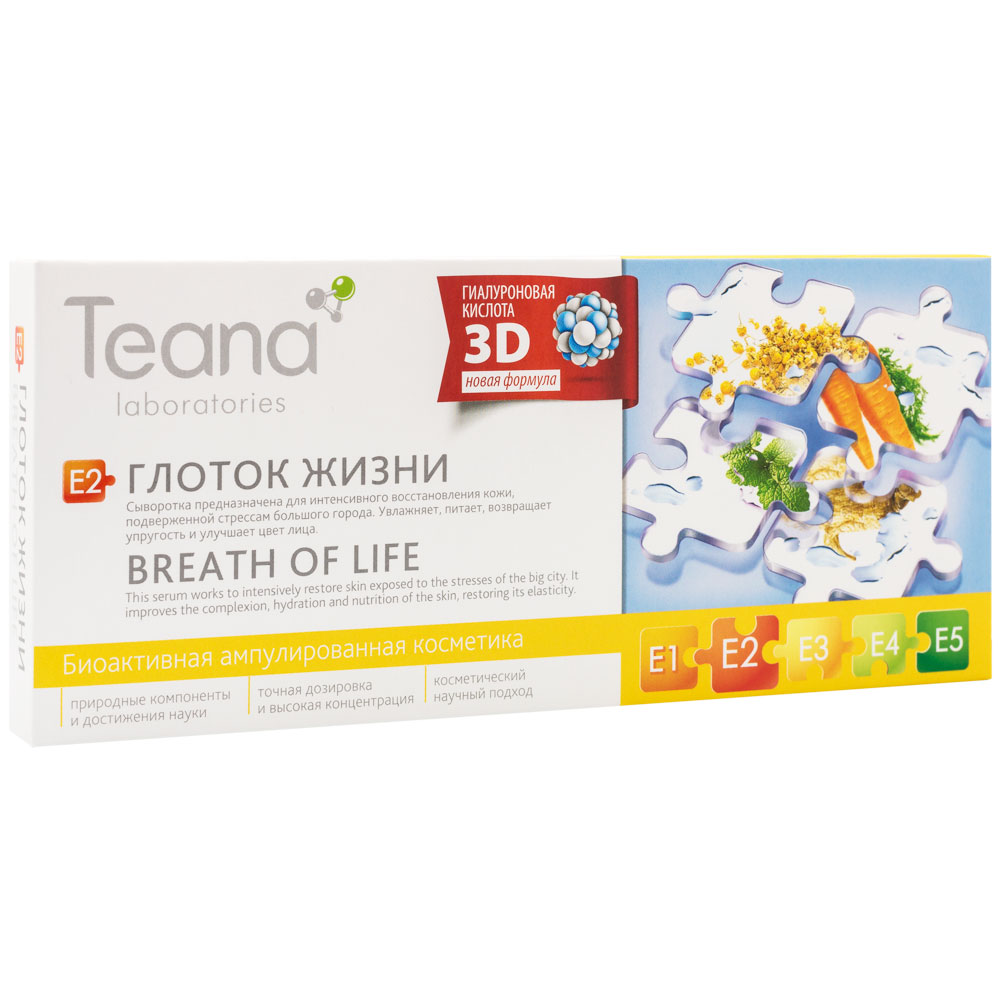 Teana
laboratories
ГИАЛУРОНОВАЯ
КИСЛОТА
3D
новая формула
E2
ГЛОТОК ЖИЗНИ
Сыворотка предназначена для интенсивного восстановления кожи,
подверженной стрессам большого города. Увлажняет, питает, возвращает
упругость и улучшает цвет лица.
BREATH OF LIFE
This serum works to intensively restore skin exposed to the stresses of the big city. It
improves the complexion, hydration and nutrition of the skin, restoring its elasticity.
Биоактивная ампулированная косметика
природные компоненты
и достижения науки
точная дозировка
и высокая концентрация
косметический
научный подход
E1 E2 E3 E4 E5
E2
ГЛОТОК ЖИЗНИ